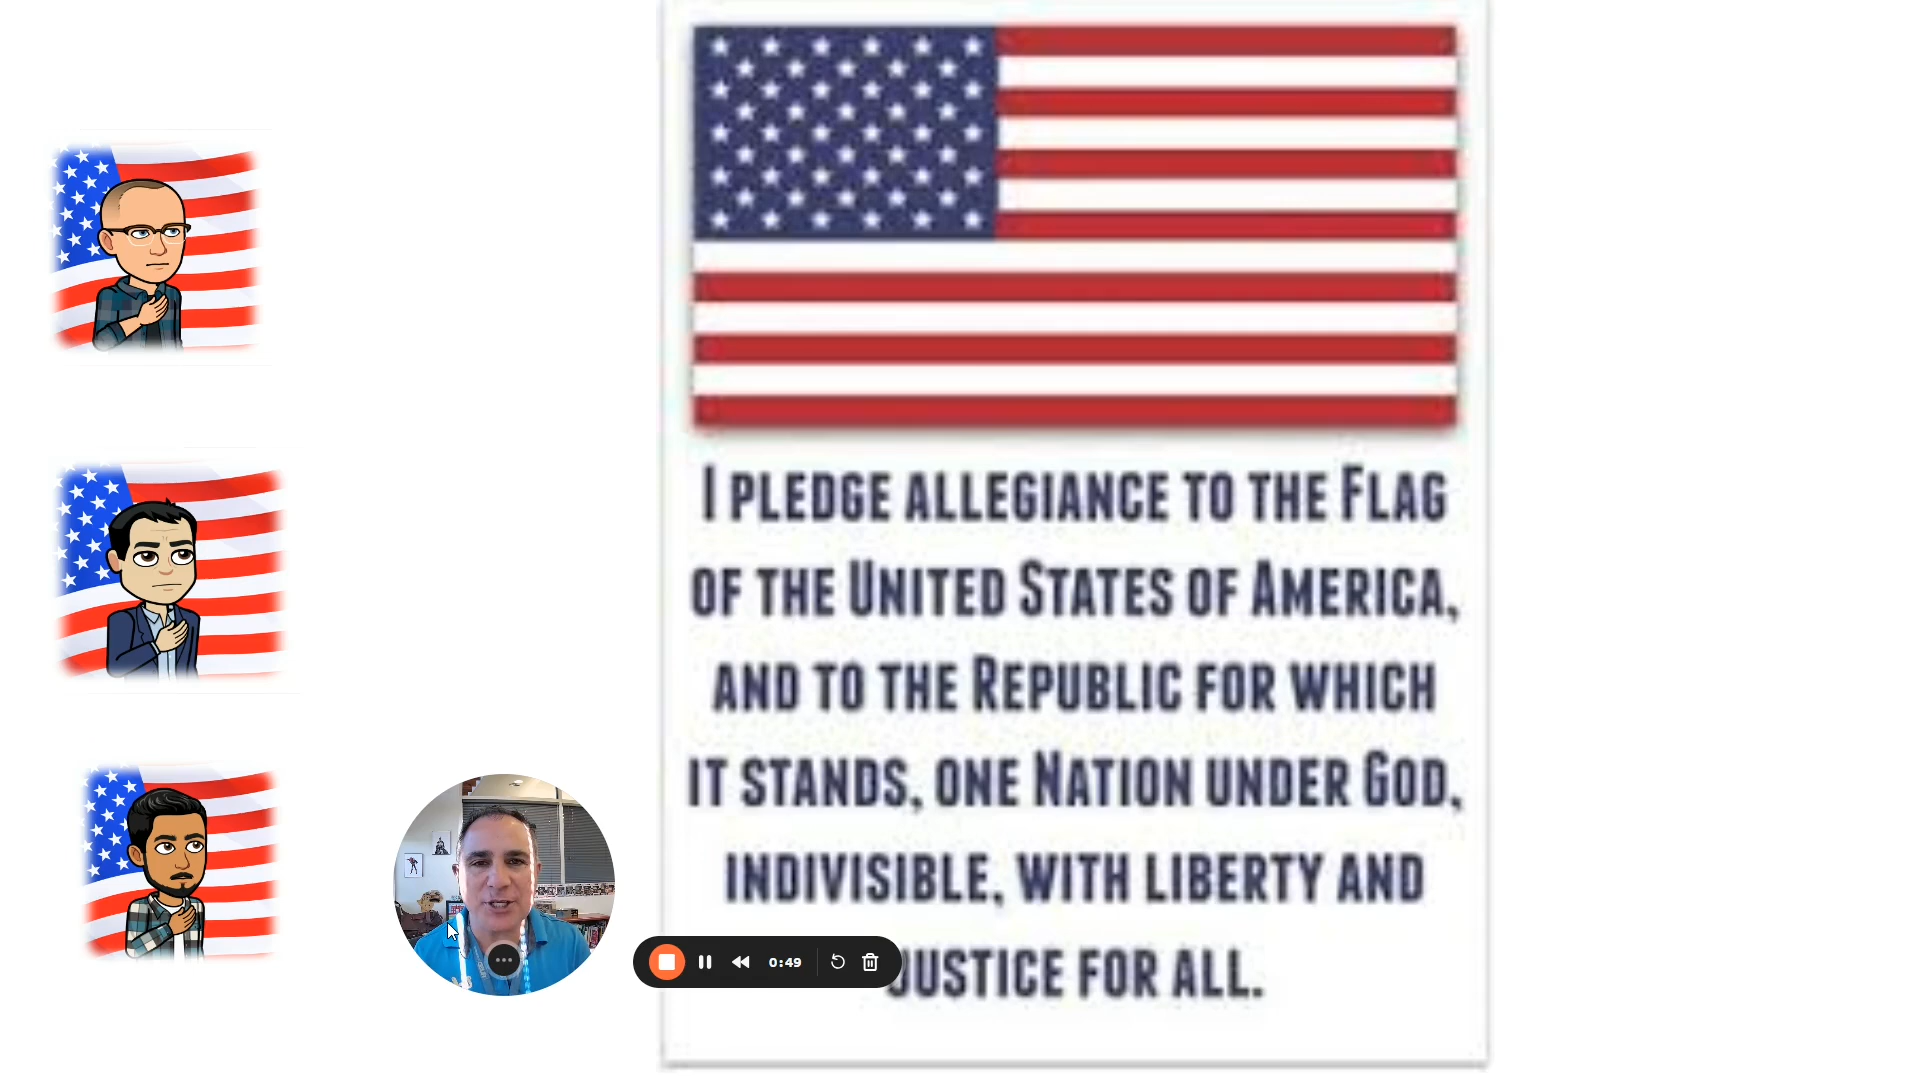 I PLEDGE ALLEGIANCE TO THE FLAG
OF THE UNITED STATES OF AMERICA,
AND TO THE REPUBLIC FOR WHICH
IT STANDS, ONE NATION UNDER GOD,
INDIVISIBLE, WITH LIBERTY AND
JUSTICE FOR ALL.
0:49